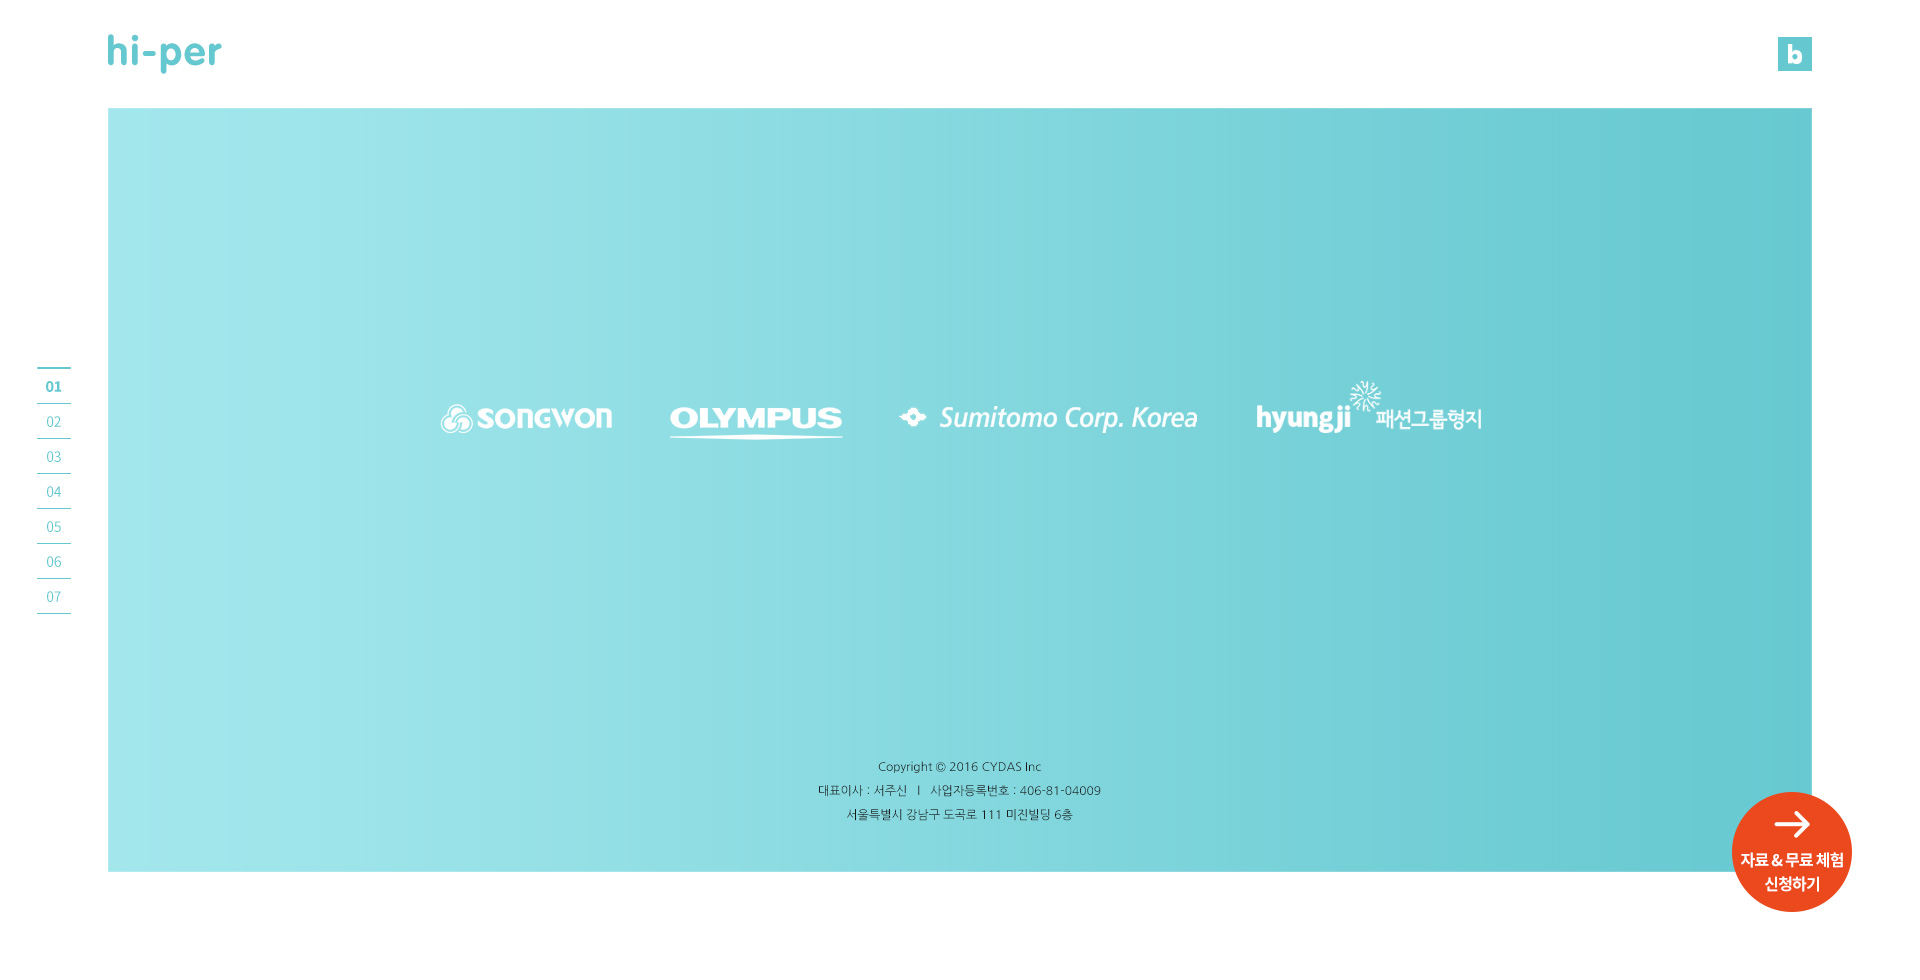 hi-per
b
01
02
03
04
05
06
07
SONGWON
OLYMPUS
Sumitomo Corp. Korea
hyungji 패션그룹형지
Copyright © 2016 CYDAS Inc
대표이사 : 서주신 l 사업자등록번호 : 406-81-04009
서울특별시 강남구 도곡로 111 미진빌딩 6층
자료 & 무료 체험
신청하기